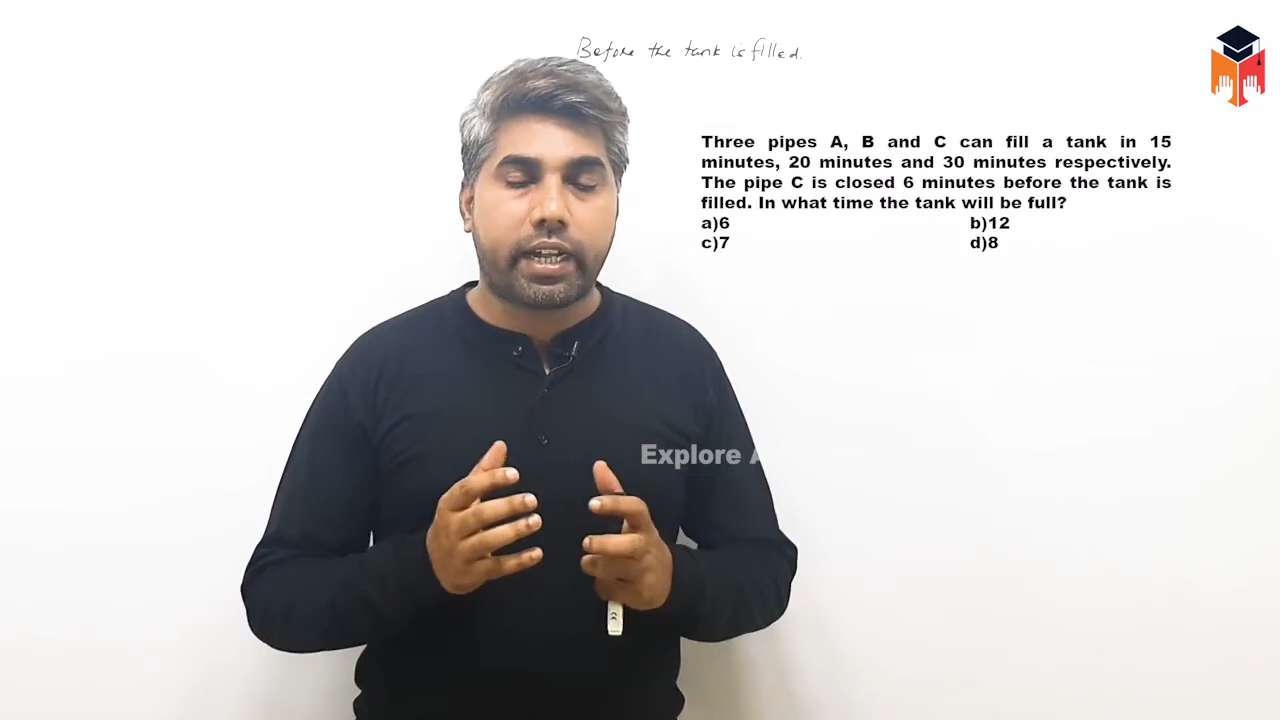 Before the tank is filled.
Three pipes A, B and C can fill a tank in 15
minutes, 20 minutes and 30 minutes respectively.
The pipe C is closed 6 minutes before the tank is
filled. In what time the tank will be full?
a)6 b)12
c)7 d)8
Explore